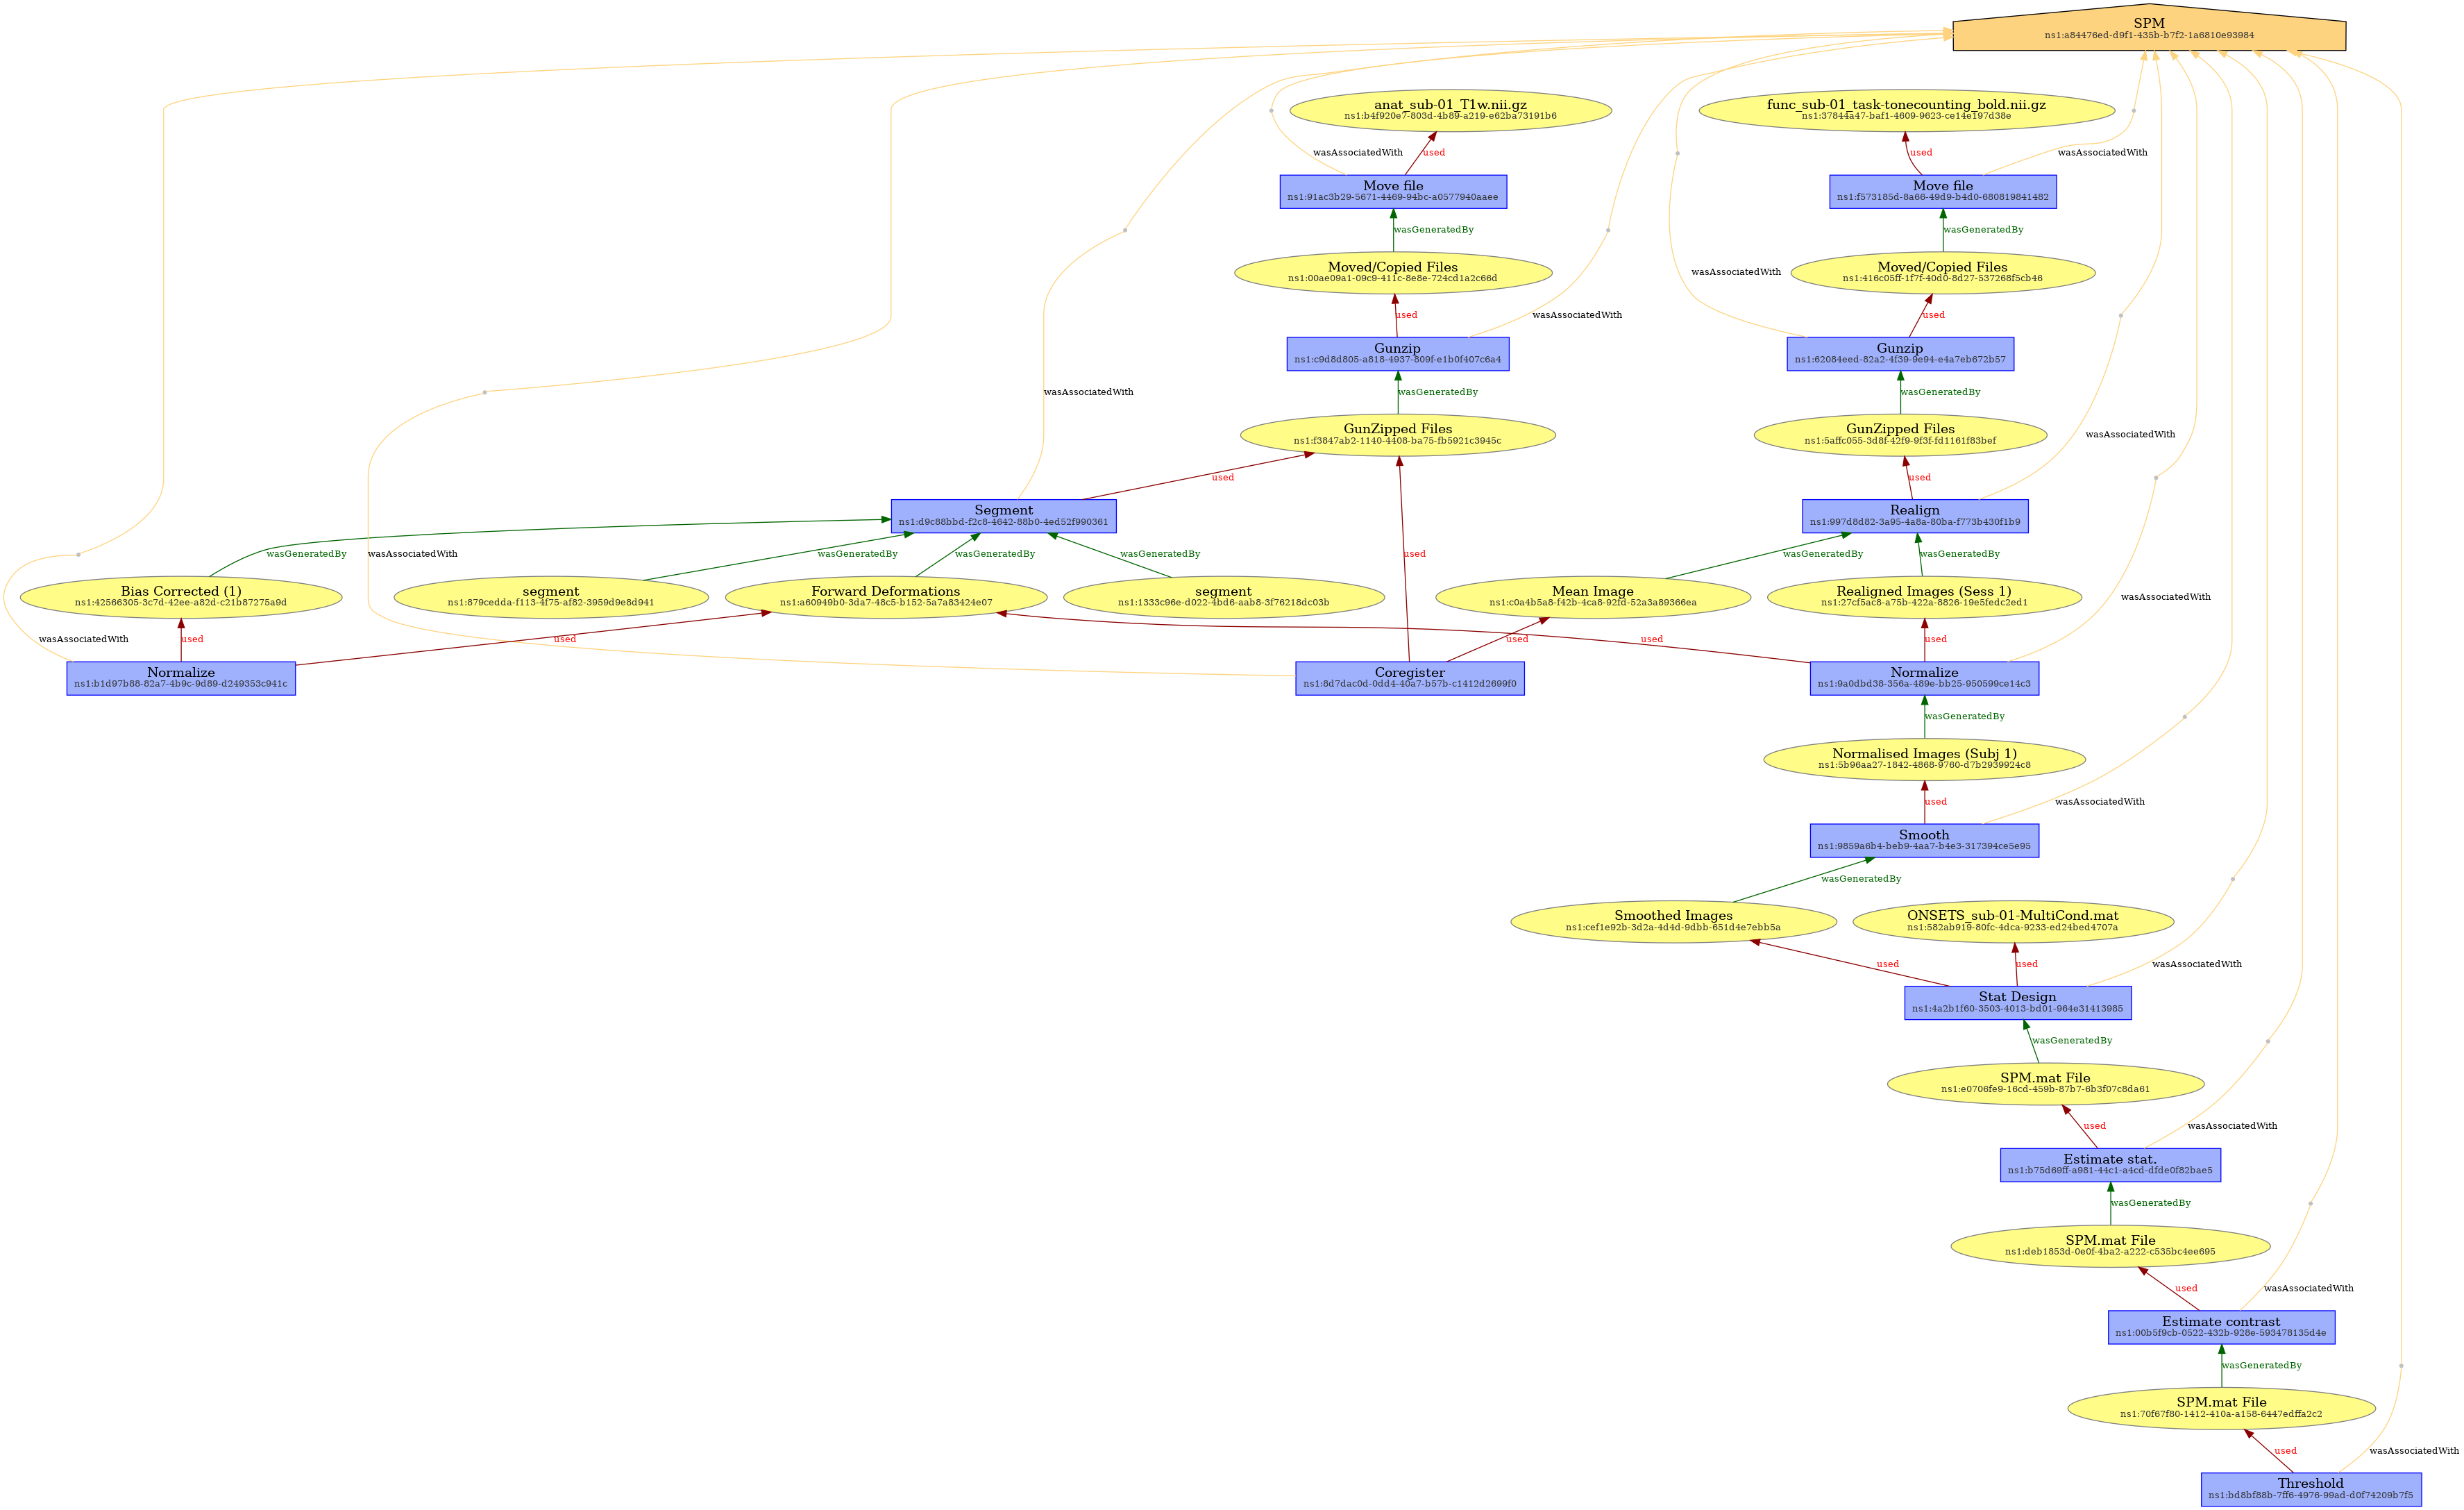 SPM
ns1:a84476ed-d9f1-435b-b7f2-1a6810e93984
anat_sub-01_T1w.nii.gz
ns1:b4f920e7-803d-4b89-a219-e62ba73191b6
func_sub-01_task-tonecounting_bold.nii.gz
ns1:37844a47-baf1-4609-9623-ce14e197d38e
wasAssociatedWith
used
used
wasAssociatedWith
Move file
ns1:91ac3b29-5671-4469-94bc-a0577940aaee
Move file
ns1:f573185d-8a66-49d9-b4d0-680819841482
wasGeneratedBy
wasGeneratedBy
Moved/Copied Files
ns1:00ae09a1-09c9-411c-8e8e-724cd1a2c66d
wasAssociatedWith
Moved/Copied Files
ns1:416c05ff-1f7f-40d0-8d27-537268f5cb46
used
wasAssociatedWith
used
Gunzip
ns1:c9d8d805-a818-4937-809f-e1b0f407c6a4
Gunzip
ns1:62084eed-82a2-4f39-9e94-e4a7eb672b57
wasAssociatedWith
wasGeneratedBy
wasGeneratedBy
GunZipped Files
ns1:f3847ab2-1140-4408-ba75-fb5921c3945c
GunZipped Files
ns1:5affc055-3d8f-42f9-9f3f-fd1161f83bef
wasAssociatedWith
used
used
Segment
ns1:d9c88bbd-f2c8-4642-88b0-4ed52f990361
Realign
ns1:997d8d82-3a95-4a8a-80ba-f773b430f1b9
wasGeneratedBy
wasAssociatedWith
wasGeneratedBy
wasGeneratedBy
wasGeneratedBy
used
wasGeneratedBy
wasGeneratedBy
Bias Corrected (1)
ns1:42566305-3c7d-42ee-a82d-c21b87275a9d
segment
ns1:879cedda-f113-4f75-af82-3959d9e8d941
Forward Deformations
ns1:a60949b0-3da7-48c5-b152-5a7a83424e07
segment
ns1:1333c96e-d022-4bd6-aab8-3f76218dc03b
Mean Image
ns1:c0a4b5a8-f42b-4ca8-92fd-52a3a89366ea
Realigned Images (Sess 1)
ns1:27cf5ac8-a75b-422a-8826-19e5fedc2ed1
wasAssociatedWith
wasAssociatedWith
used
used
used
used
used
Normalize
ns1:b1d97b88-82a7-4b9c-9d89-d249353c941c
Coregister
ns1:8d7dac0d-0dd4-40a7-b57b-c1412d2699f0
Normalize
ns1:9a0dbd38-356a-489e-bb25-950599ce14c3
wasGeneratedBy
Normalised Images (Subj 1)
ns1:5b96aa27-1842-4868-9760-d7b2939924c8
used
wasAssociatedWith
Smooth
ns1:9859a6b4-beb9-4aa7-b4e3-317394ce5e95
wasGeneratedBy
Smoothed Images
ns1:cef1e92b-3d2a-4d4d-9dbb-651d4e7ebb5a
ONSETS_sub-01-MultiCond.mat
ns1:582ab919-80fc-4dca-9233-ed24bed4707a
used
used
wasAssociatedWith
Stat Design
ns1:4a2b1f60-3503-4013-bd01-964e31413985
wasGeneratedBy
SPM.mat File
ns1:e0706fe9-16cd-459b-87b7-6b3f07c8da61
used
wasAssociatedWith
Estimate stat.
ns1:b75d69ff-a981-44c1-a4cd-dfde0f82bae5
wasGeneratedBy
SPM.mat File
ns1:deb1853d-0e0f-4ba2-a222-c535bc4ee695
used
wasAssociatedWith
Estimate contrast
ns1:00b5f9cb-0522-432b-928e-593478135d4e
wasGeneratedBy
SPM.mat File
ns1:70f67f80-1412-410a-a158-6447edffa2c2
used
wasAssociatedWith
Threshold
ns1:bd8bf88b-7ff6-4976-99ad-d0f74209b7f5